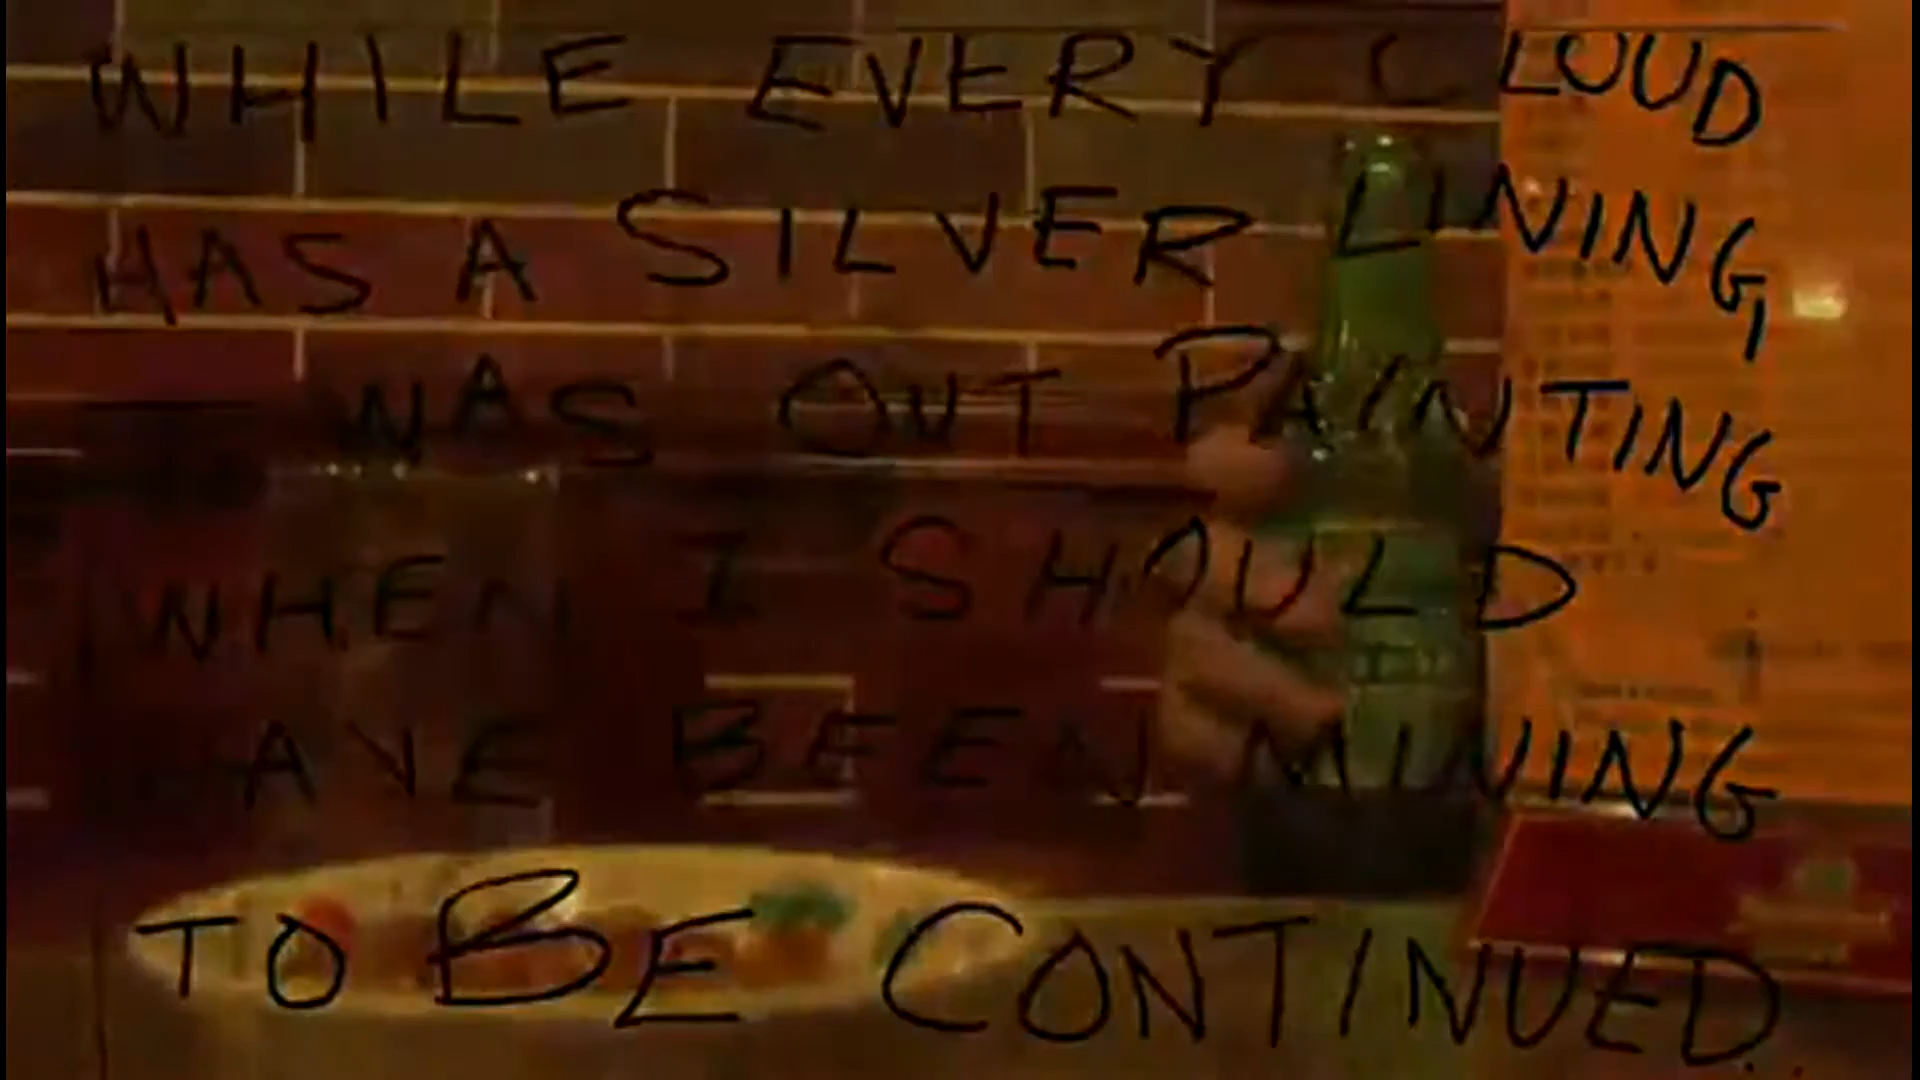 WHILE EVERY CLOUD
HAS A SILVER LINING,
WAS OUT PAINTING
WHEN I SHOULD
HAVE BEEN MINING
TO BE CONTINUED..